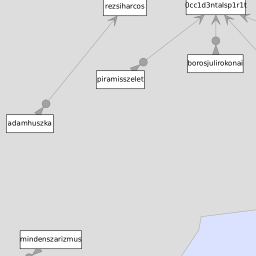 rezsiharcos
0cc1d3ntalsp1r1t
borosjulirokonai
piramisszelet
adamhuszka
mindenszarizmus